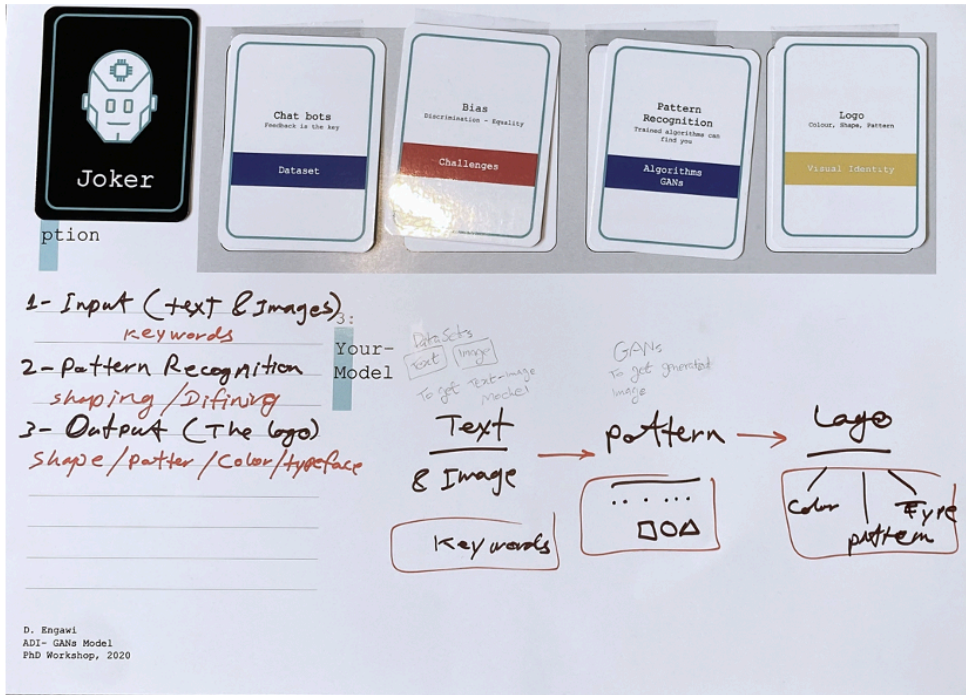 Joker
Chat bots
Feedback is the key
Dataset
Bias
Discrimination - Equality
Challenges
Pattern
Recognition
Trained algorithms can
find you
Algorithms
GANs
Logo
Colour, Shape, Pattern
Visual Identity
ption
1- Input (text & Images)
Keywords
2- Pattern Recognition
shaping / Difining
3- Output (The logo)
Shape / patter / Color / typeface
3:
Your-
Model
DataSets
Text Image
To get Text-image
Model
GANs
To get generated
image
Text
& Image
Keywords
pattern
Logo
Color
Type
pattern
D. Engawi
ADI- GANs Model
PhD Workshop, 2020